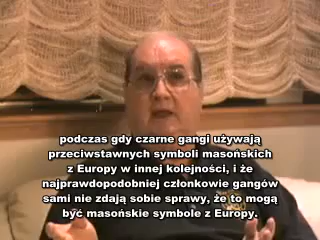 podczas gdy czarne gangi używają
przeciwstawnych symboli masońskich
z Europy w innej kolejności, i że
najprawdopodobniej członkowie gangów
sami nie zdają sobie sprawy, że to mogą
być masońskie symbole z Europy.